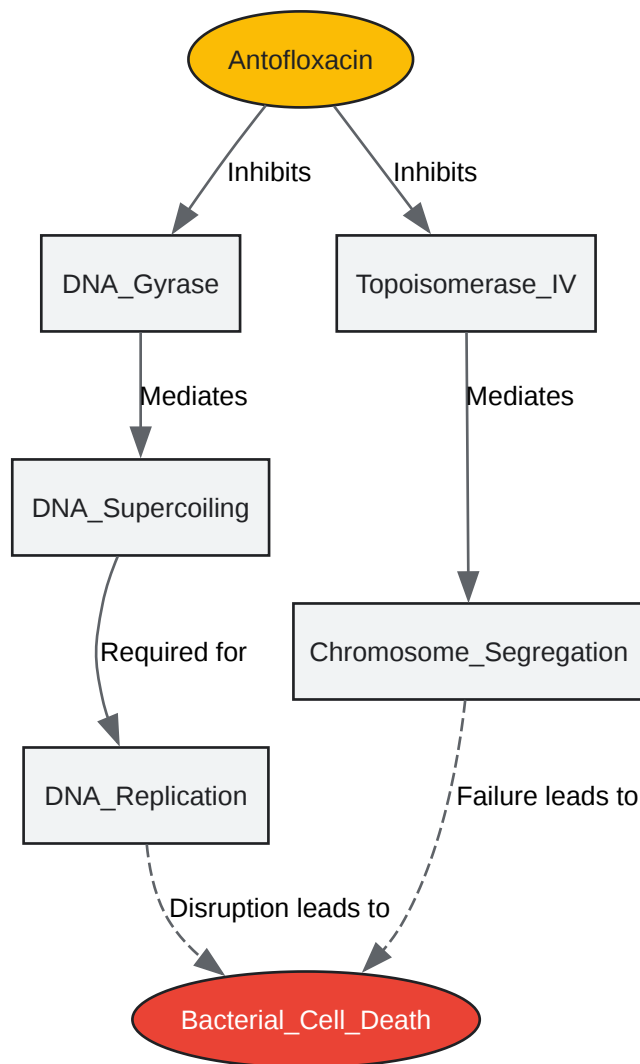 Antofloxacin
Inhibits
Inhibits
DNA_Gyrase
Topoisomerase_IV
Mediates
Mediates
DNA_Supercoiling
Required for
Chromosome_Segregation
DNA_Replication
Failure leads to
Disruption leads to
Bacterial_Cell_Death